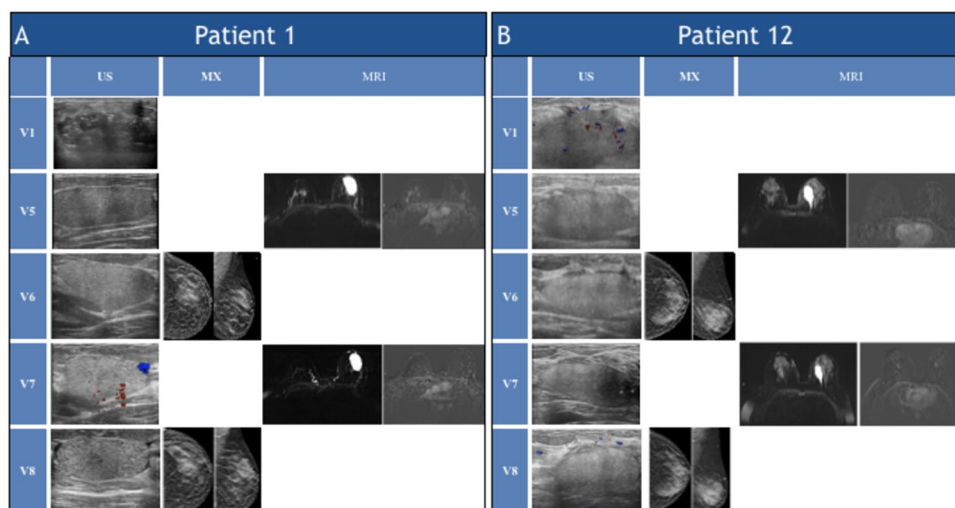 A Patient 1
US MX MRI
V1
V5
V6
V7
V8
B Patient 12
US MX MRI
V1
V5
V6
V7
V8